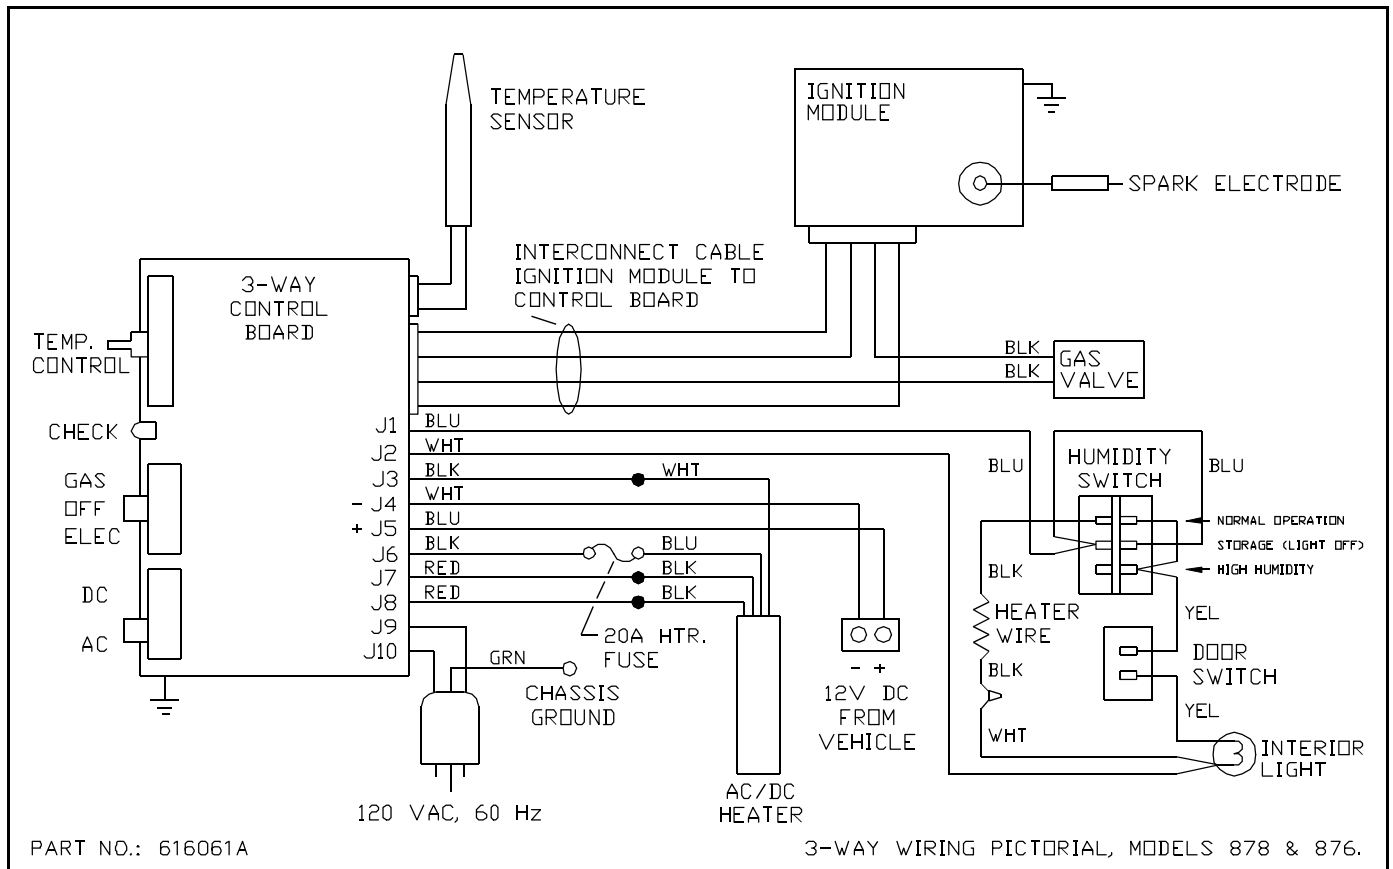 TEMPERATURE
SENSOR
IGNITION
MODULE
SPARK ELECTRODE
INTERCONNECT CABLE
IGNITION MODULE TO
CONTROL BOARD
3-WAY
CONTROL
BOARD
TEMP.
CONTROL
BLK
BLK
GAS
VALVE
CHECK
GAS
OFF
ELEC
DC
AC
J1 BLU
J2 WHT
J3 BLK WHT
- J4 WHT
+ J5 BLU
J6 BLK BLU
J7 RED BLK
J8 RED BLK
J9
J10
GRN
CHASSIS
GROUND
20A HTR.
FUSE
BLU
HUMIDITY
SWITCH
BLU
NORMAL OPERATION
STORAGE (LIGHT OFF)
HIGH HUMIDITY
BLK
HEATER
WIRE
BLK
WHT
YEL
DOOR
SWITCH
YEL
INTERIOR
LIGHT
- +
12V DC
FROM
VEHICLE
AC/DC
HEATER
120 VAC, 60 Hz
PART NO.: 616061A
3-WAY WIRING PICTORIAL, MODELS 878 & 876.